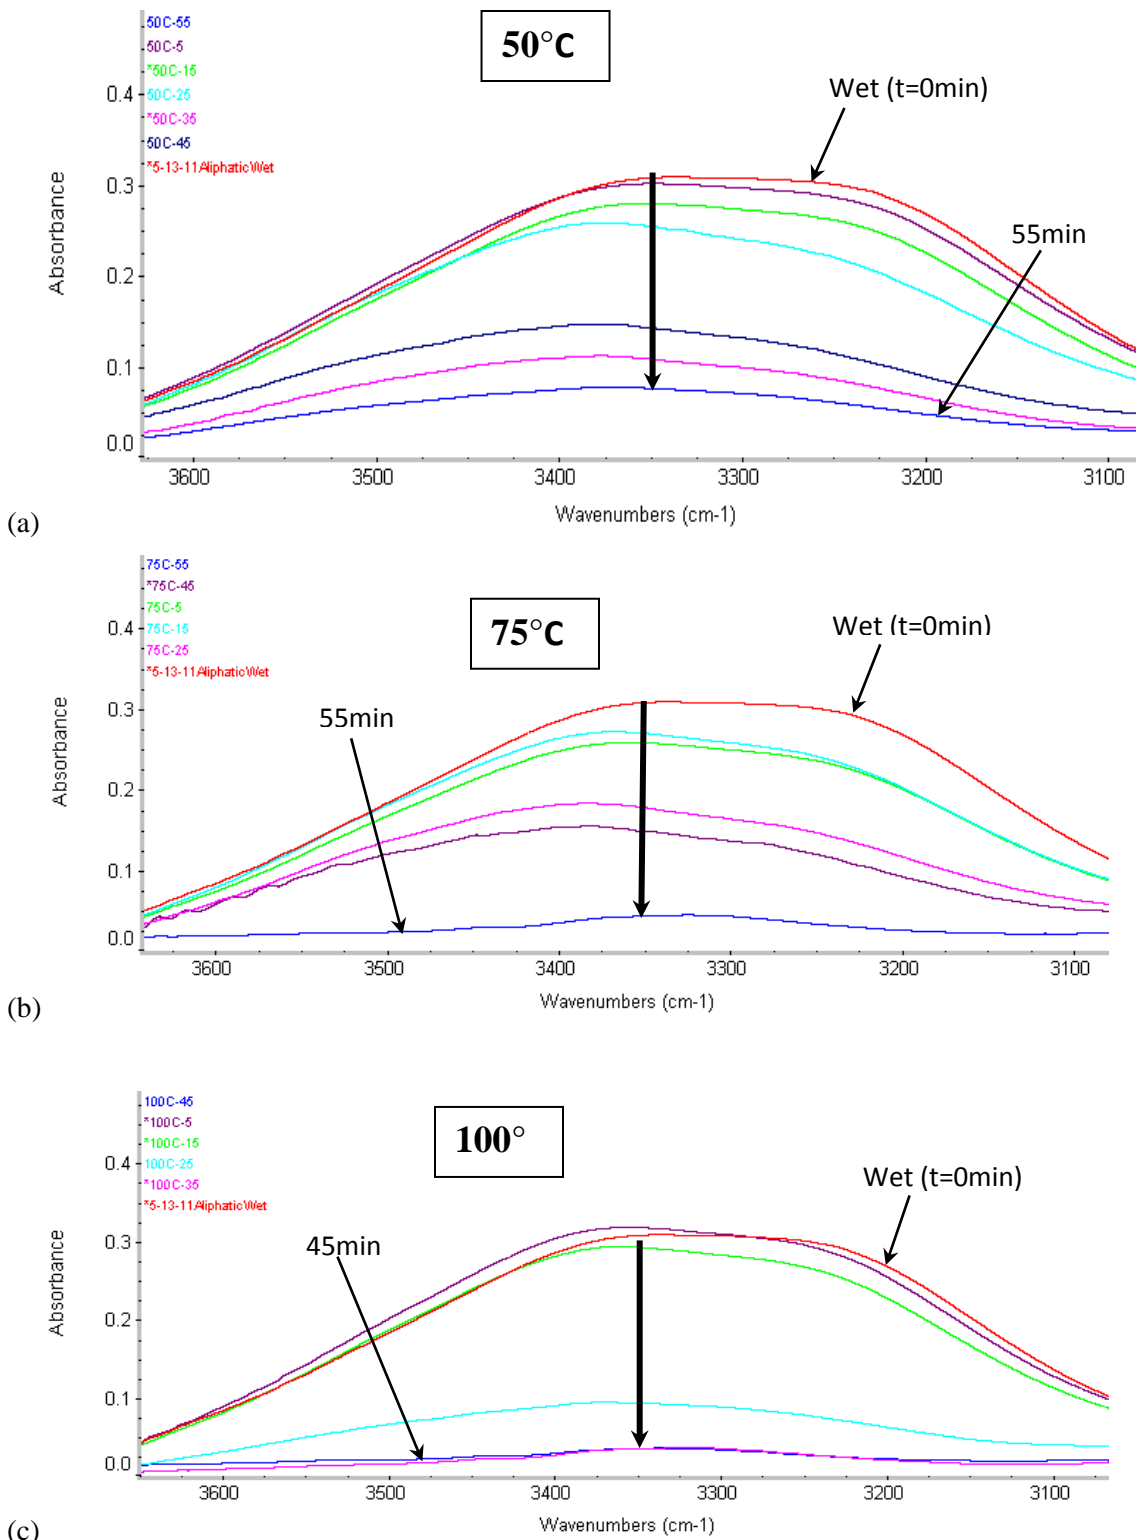 50°C
50C-55
50C-5
*50C-15
50C-25
*50C-35
50C-45
*5-13-11AliphaticWet
Wet (t=0min)
55min
0.4
0.3
0.2
0.1
0.0
Absorbance
3600 3500 3400 3300 3200 3100
Wavenumbers (cm-1)
(a)
75°C
75C-55
*75C-45
75C-5
75C-15
75C-25
*5-13-11AliphaticWet
Wet (t=0min)
55min
0.4
0.3
0.2
0.1
0.0
Absorbance
3600 3500 3400 3300 3200 3100
Wavenumbers (cm-1)
(b)
100°
100C-45
*100C-5
*100C-15
100C-25
*100C-35
*5-13-11AliphaticWet
Wet (t=0min)
45min
0.4
0.3
0.2
0.1
0.0
Absorbance
3600 3500 3400 3300 3200 3100
Wavenumbers (cm-1)
(c)